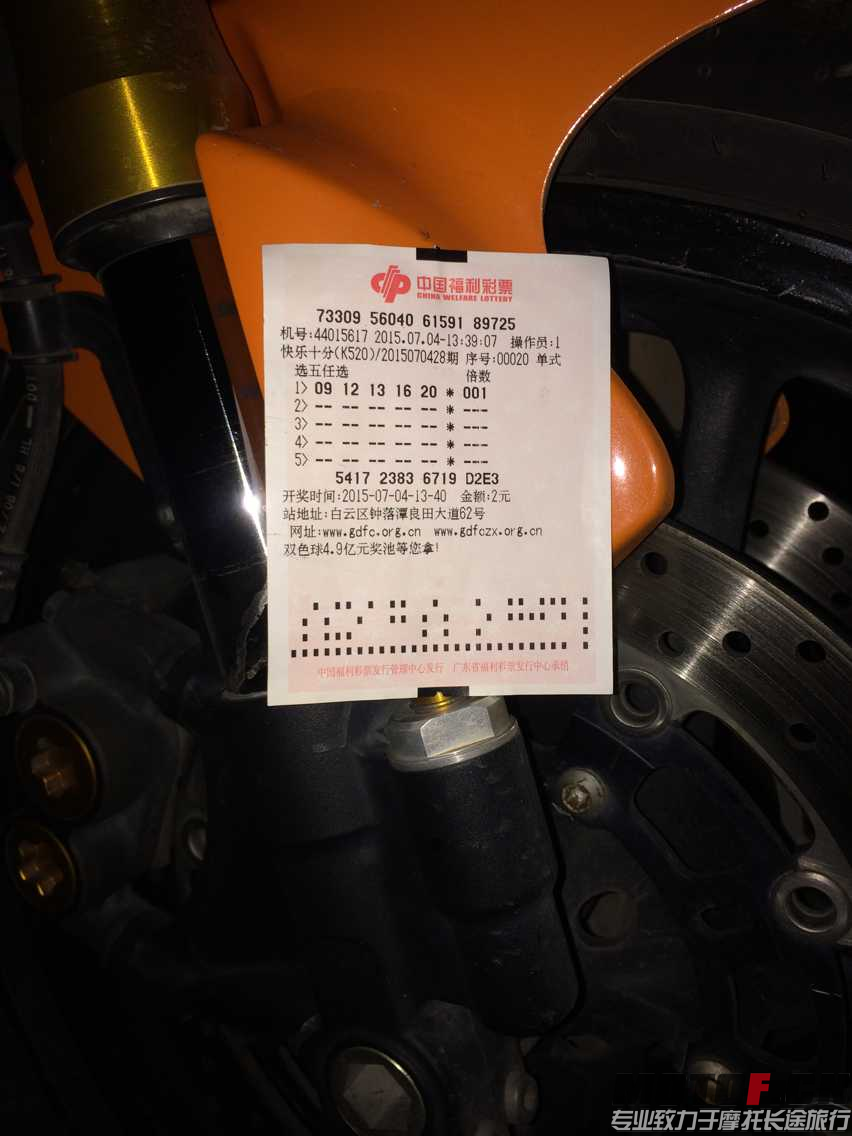 中国福利彩票
CHINA WELFARE LOTTERY
73309 56040 61591 89725
机号:44015617 2015.07.04-13:39:07 操作员:1
快乐十分(K520)/2015070428期 序号:00020 单式
选五任选 倍数
1> 09 12 13 16 20 * 001
2> -- -- -- -- -- * ---
3> -- -- -- -- -- * ---
4> -- -- -- -- -- * ---
5> -- -- -- -- -- * ---
5417 2383 6719 D2E3
开奖时间:2015-07-04-13-40 金额:2元
站地址:白云区钟落潭良田大道62号
网址:www.gdfc.org.cn www.gdfczx.org.cn
双色球4.9亿元奖池等您拿!
中国福利彩票发行管理中心发行 广东省福利彩票发行中心承销
专业致力于摩托长途旅行